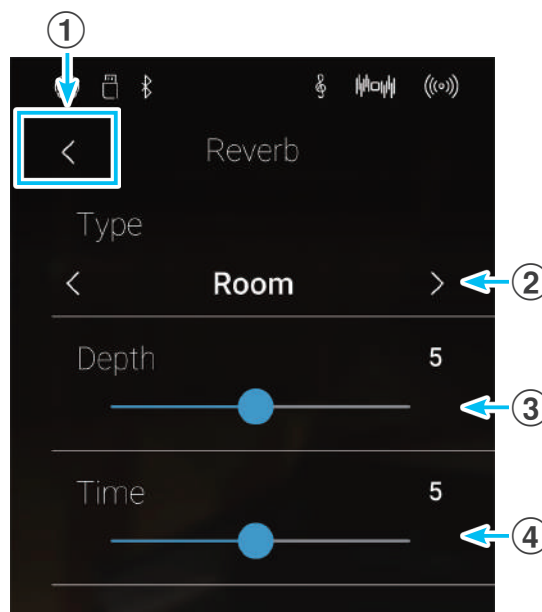 ①
Reverb
Type
Room
②
Depth 5
③
Time 5
④